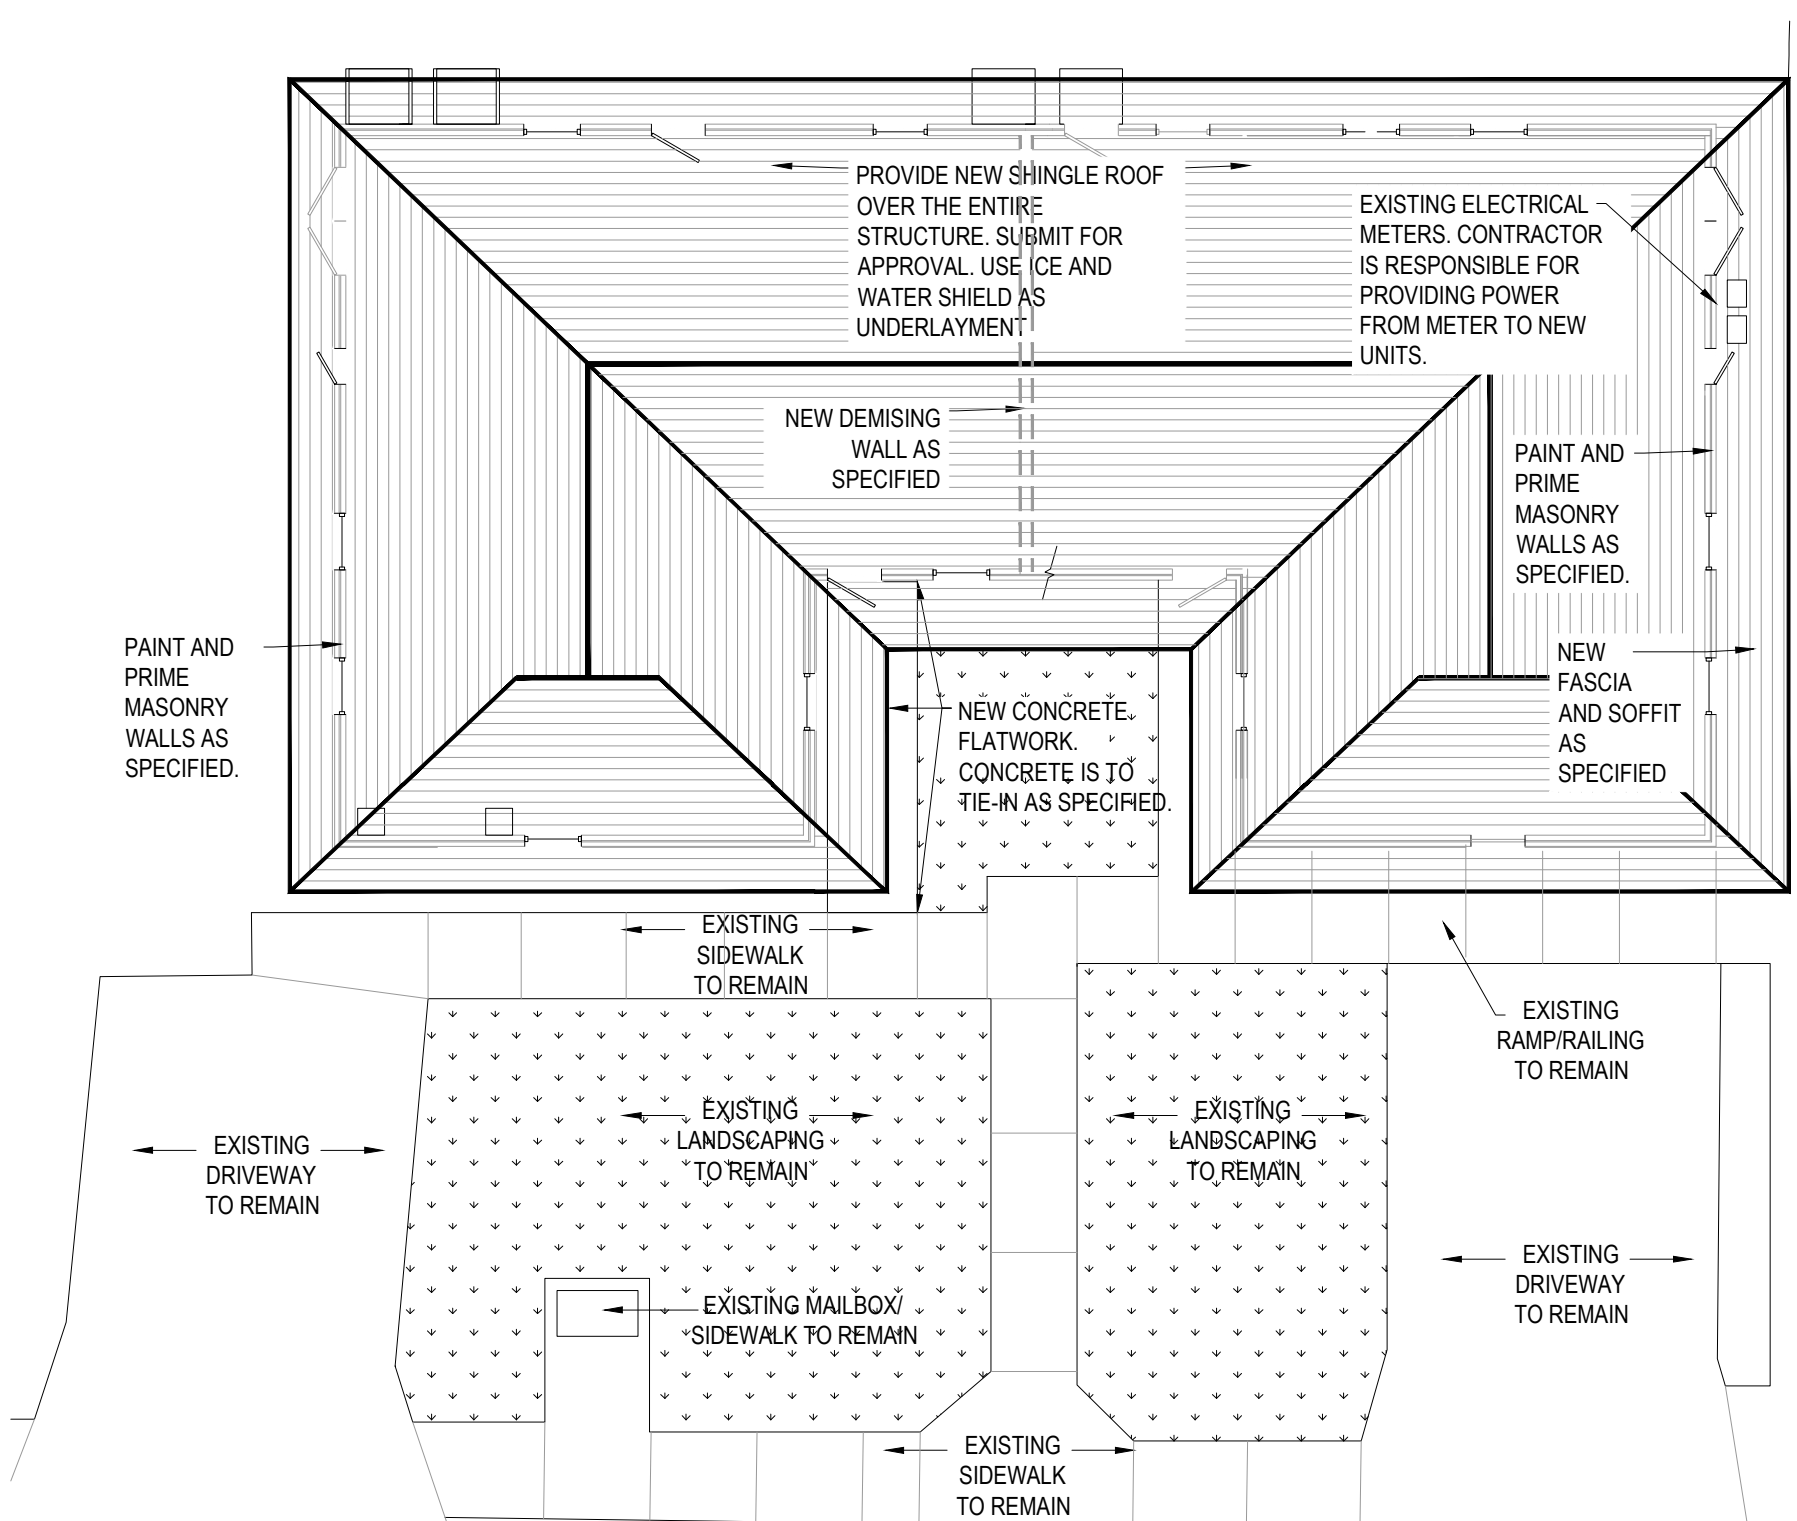 PROVIDE NEW SHINGLE ROOF
OVER THE ENTIRE
STRUCTURE. SUBMIT FOR
APPROVAL. USE ICE AND
WATER SHIELD AS
UNDERLAYMENT
EXISTING ELECTRICAL
METERS. CONTRACTOR
IS RESPONSIBLE FOR
PROVIDING POWER
FROM METER TO NEW
UNITS.
NEW DEMISING
WALL AS
SPECIFIED
PAINT AND
PRIME
MASONRY
WALLS AS
SPECIFIED.
PAINT AND
PRIME
MASONRY
WALLS AS
SPECIFIED.
NEW
FASCIA
AND SOFFIT
AS
SPECIFIED
NEW CONCRETE
FLATWORK.
CONCRETE IS TO
TIE-IN AS SPECIFIED.
EXISTING
SIDEWALK
TO REMAIN
EXISTING
RAMP/RAILING
TO REMAIN
EXISTING
LANDSCAPING
TO REMAIN
EXISTING
LANDSCAPING
TO REMAIN
EXISTING
DRIVEWAY
TO REMAIN
EXISTING
DRIVEWAY
TO REMAIN
EXISTING MAILBOX/
SIDEWALK TO REMAIN
EXISTING
SIDEWALK
TO REMAIN